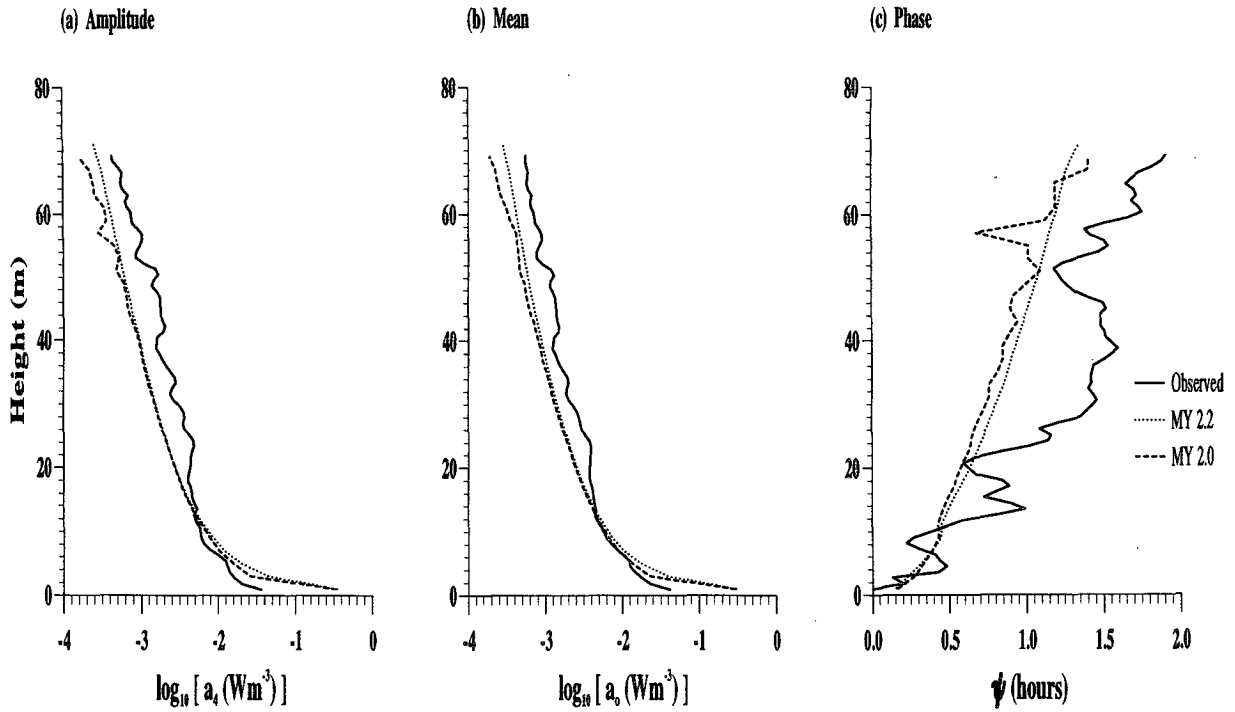 (a) Amplitude
(b) Mean
(c) Phase
80
60
40
20
0
-4 -3 -2 -1 0
Height (m)
log₁₀ [ a₄ (Wm⁻³) ]
80
60
40
20
0
-4 -3 -2 -1 0
log₁₀ [ a₀ (Wm⁻³) ]
80
60
40
20
0
0.0 0.5 1.0 1.5 2.0
ψ (hours)
Observed
MY 2.2
MY 2.0